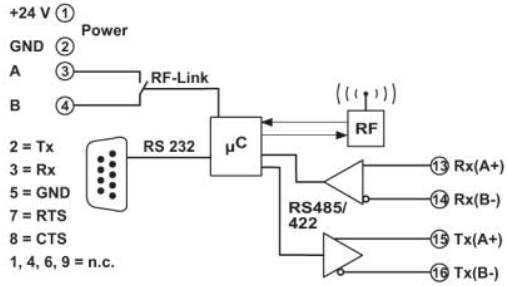 +24 V 1
Power
GND 2
A 3
RF-Link
B 4
RF
µC
2 = Tx
RS 232
3 = Rx
13 Rx(A+)
5 = GND
14 Rx(B-)
7 = RTS
RS485/
422
8 = CTS
15 Tx(A+)
1, 4, 6, 9 = n.c.
16 Tx(B-)